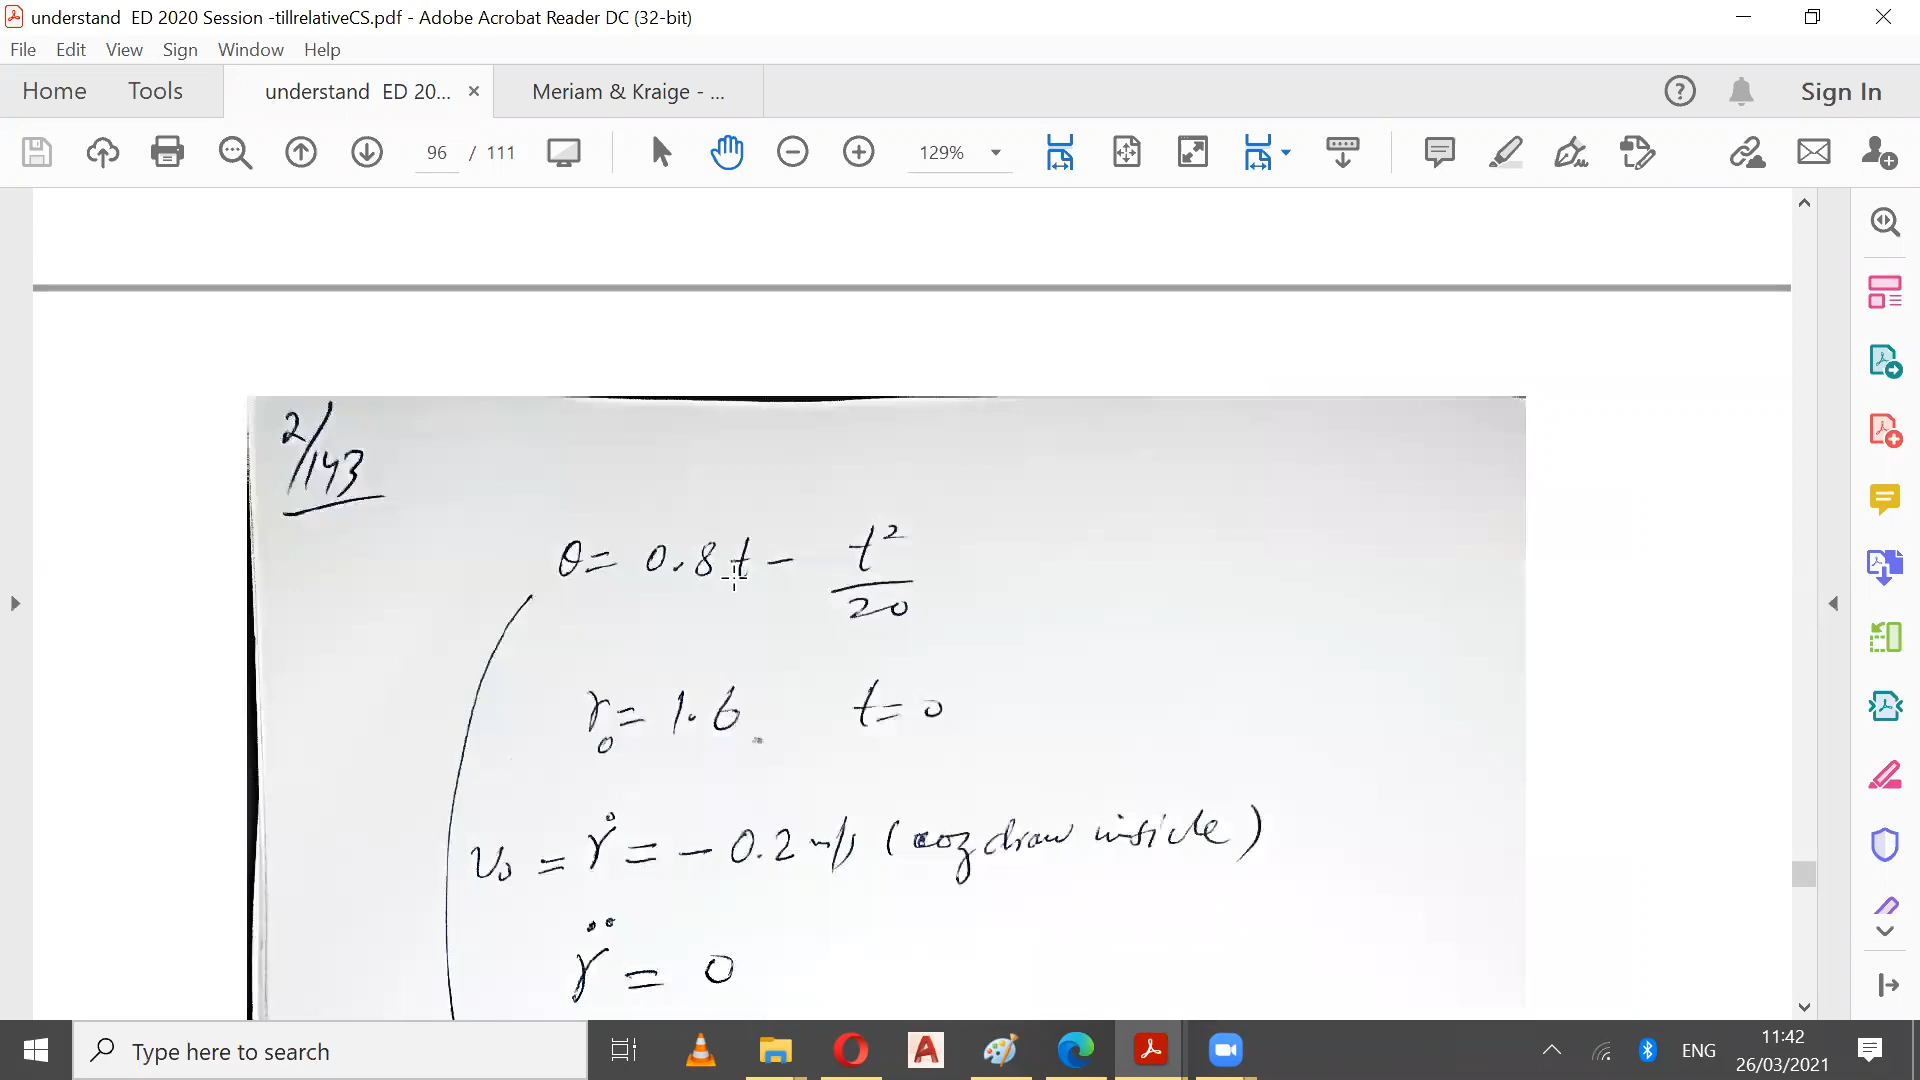 understand ED 2020 Session -tillrelativeCS.pdf - Adobe Acrobat Reader DC (32-bit)
File Edit View Sign Window Help
Home Tools understand ED 20... × Meriam & Kraige - ... Sign In
96 / 111 129%
2/143
θ = 0.8t - t²/20
r₀ = 1.6 t = 0
v₀ = ṙ = -0.2 m/s (coz draw inside)
r̈ = 0
Type here to search
ENG
11:42
26/03/2021